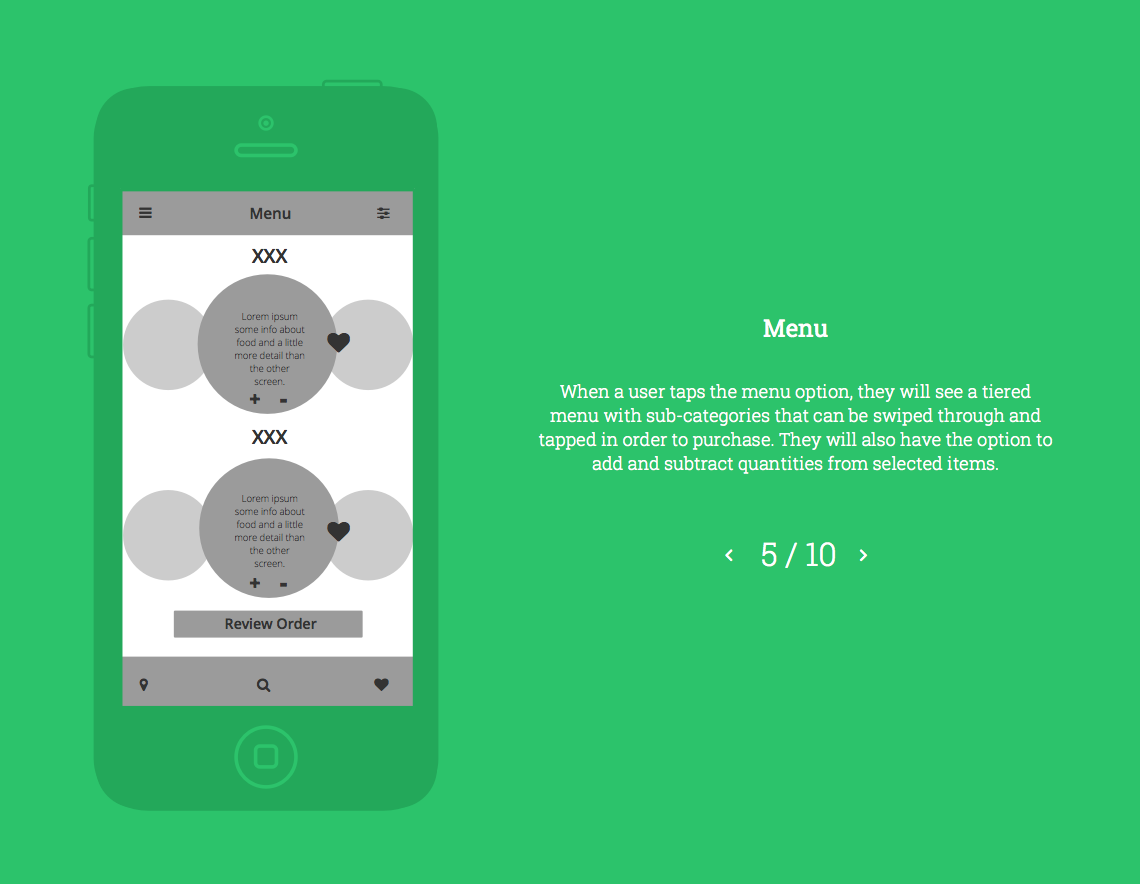 Menu
XXX
Lorem ipsum
some info about
food and a little
more detail than
the other
screen.
+ -
XXX
Lorem ipsum
some info about
food and a little
more detail than
the other
screen.
+ -
Review Order
Menu
When a user taps the menu option, they will see a tiered
menu with sub-categories that can be swiped through and
tapped in order to purchase. They will also have the option to
add and subtract quantities from selected items.
5 / 10